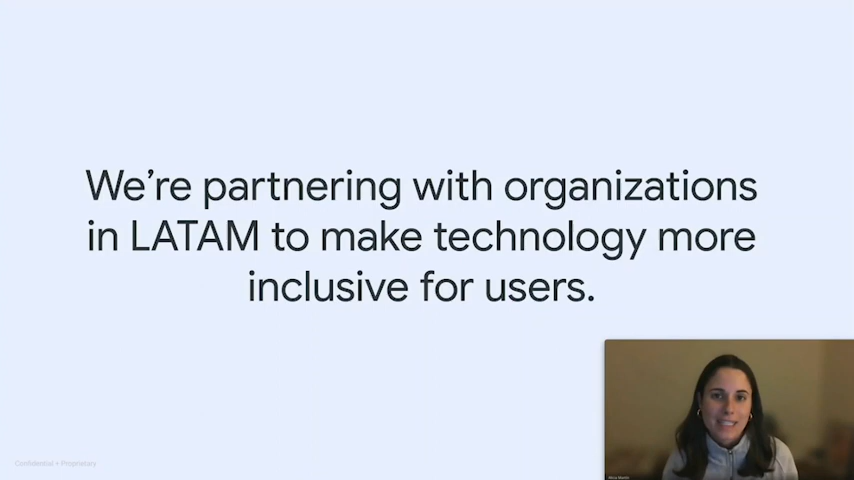 We’re partnering with organizations
in LATAM to make technology more
inclusive for users.
Confidential + Proprietary